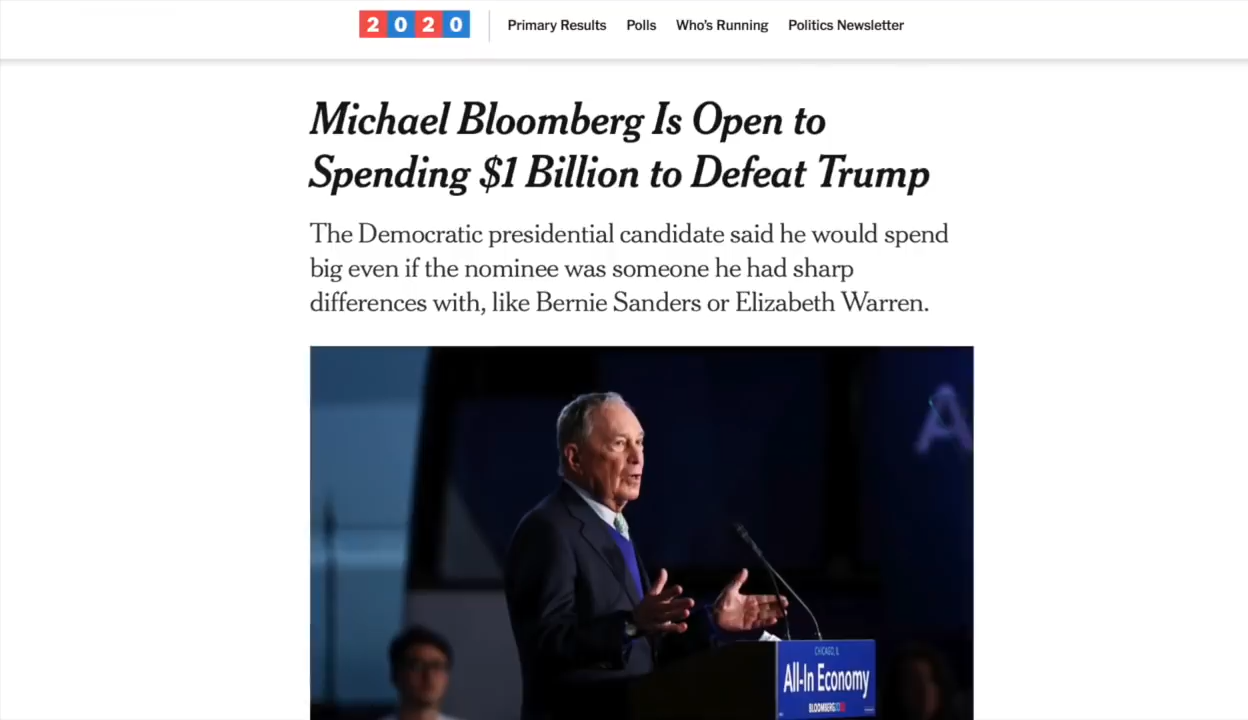 2020 Primary Results Polls Who's Running Politics Newsletter
Michael Bloomberg Is Open to
Spending $1 Billion to Defeat Trump
The Democratic presidential candidate said he would spend
big even if the nominee was someone he had sharp
differences with, like Bernie Sanders or Elizabeth Warren.
A
CHICAGO, IL
All-In Economy